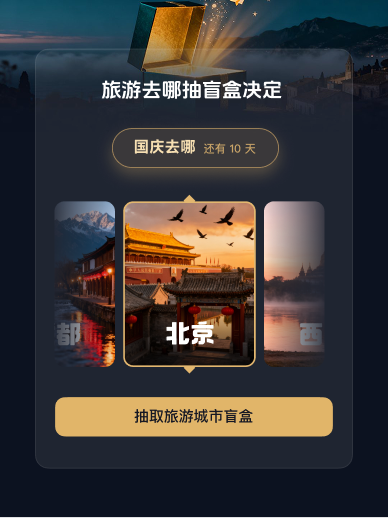 旅游去哪抽盲盒决定
国庆去哪 还有 10 天
都
北京
西
抽取旅游城市盲盒